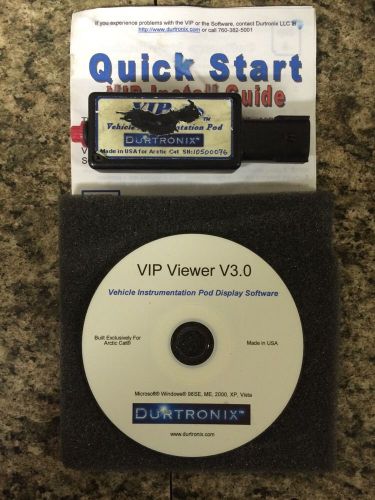 If you experience problems with the VIP or the Software, contact Durtronix LLC
http://www.durtronix.com or call 760-382-5001
Quick Start
VIP Install Guide
VIP
Vehicle Instrumentation Pod
DURTRONIX™
Made in USA for Arctic Cat SN:10500076
VIP Viewer V3.0
Vehicle Instrumentation Pod Display Software
Built Exclusively For
Arctic Cat®
Made in USA
Microsoft® Windows® 98SE, ME, 2000, XP, Vista
DURTRONIX™
www.durtronix.com